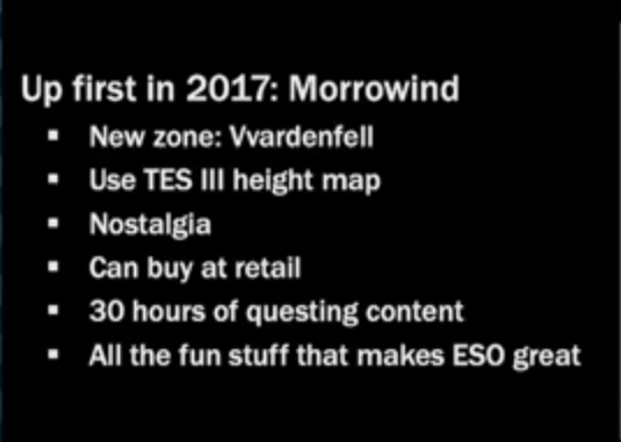 Up first in 2017: Morrowind
▪ New zone: Vvardenfell
▪ Use TES III height map
▪ Nostalgia
▪ Can buy at retail
▪ 30 hours of questing content
▪ All the fun stuff that makes ESO great